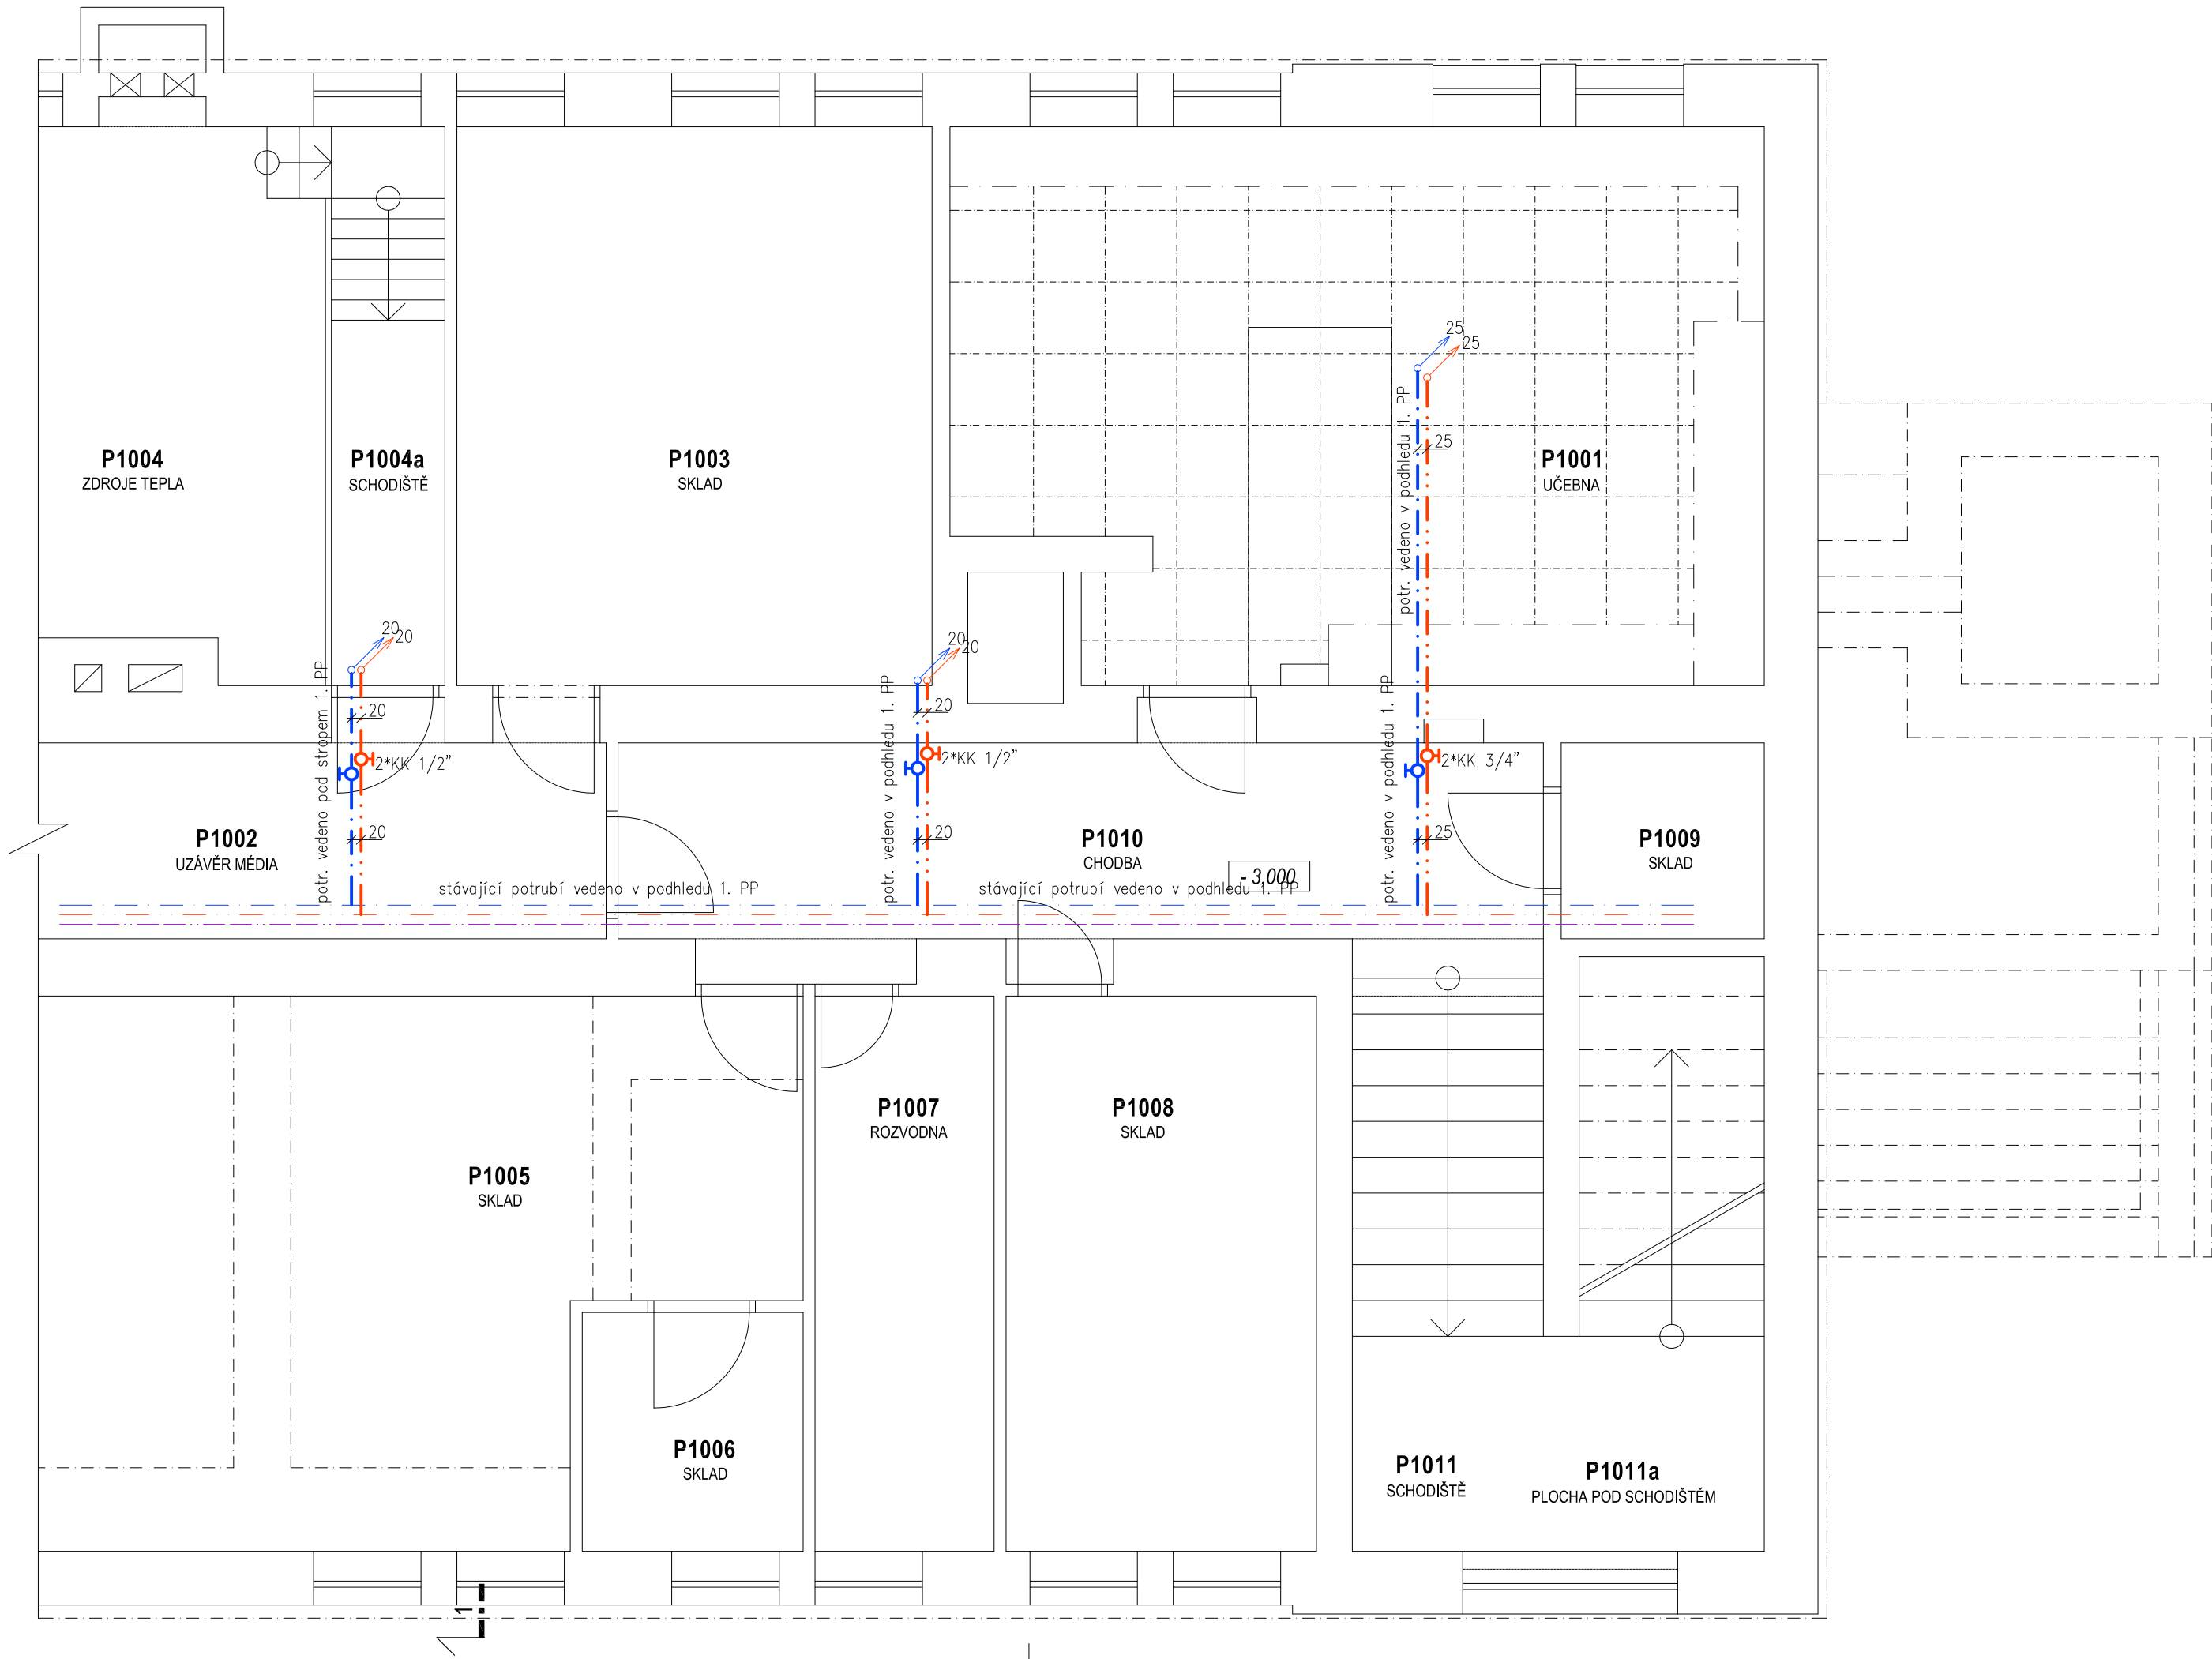 25
25
potr. vedeno v podhledu 1. PP
25
P1004
ZDROJE TEPLA
P1004a
SCHODIŠTĚ
P1003
SKLAD
P1001
UČEBNA
20
20
20
20
potr. vedeno pod stropem 1. PP
20
2*KK 1/2"
20
potr. vedeno v podhledu 1. PP
20
2*KK 1/2"
20
potr. vedeno v podhledu 1. PP
2*KK 3/4"
25
P1002
UZÁVĚR MÉDIA
P1010
CHODBA
- 3,000
P1009
SKLAD
stávající potrubí vedeno v podhledu 1. PP
stávající potrubí vedeno v podhledu 1. PP
P1005
SKLAD
P1007
ROZVODNA
P1008
SKLAD
P1006
SKLAD
P1011
SCHODIŠTĚ
P1011a
PLOCHA POD SCHODIŠTĚM
1